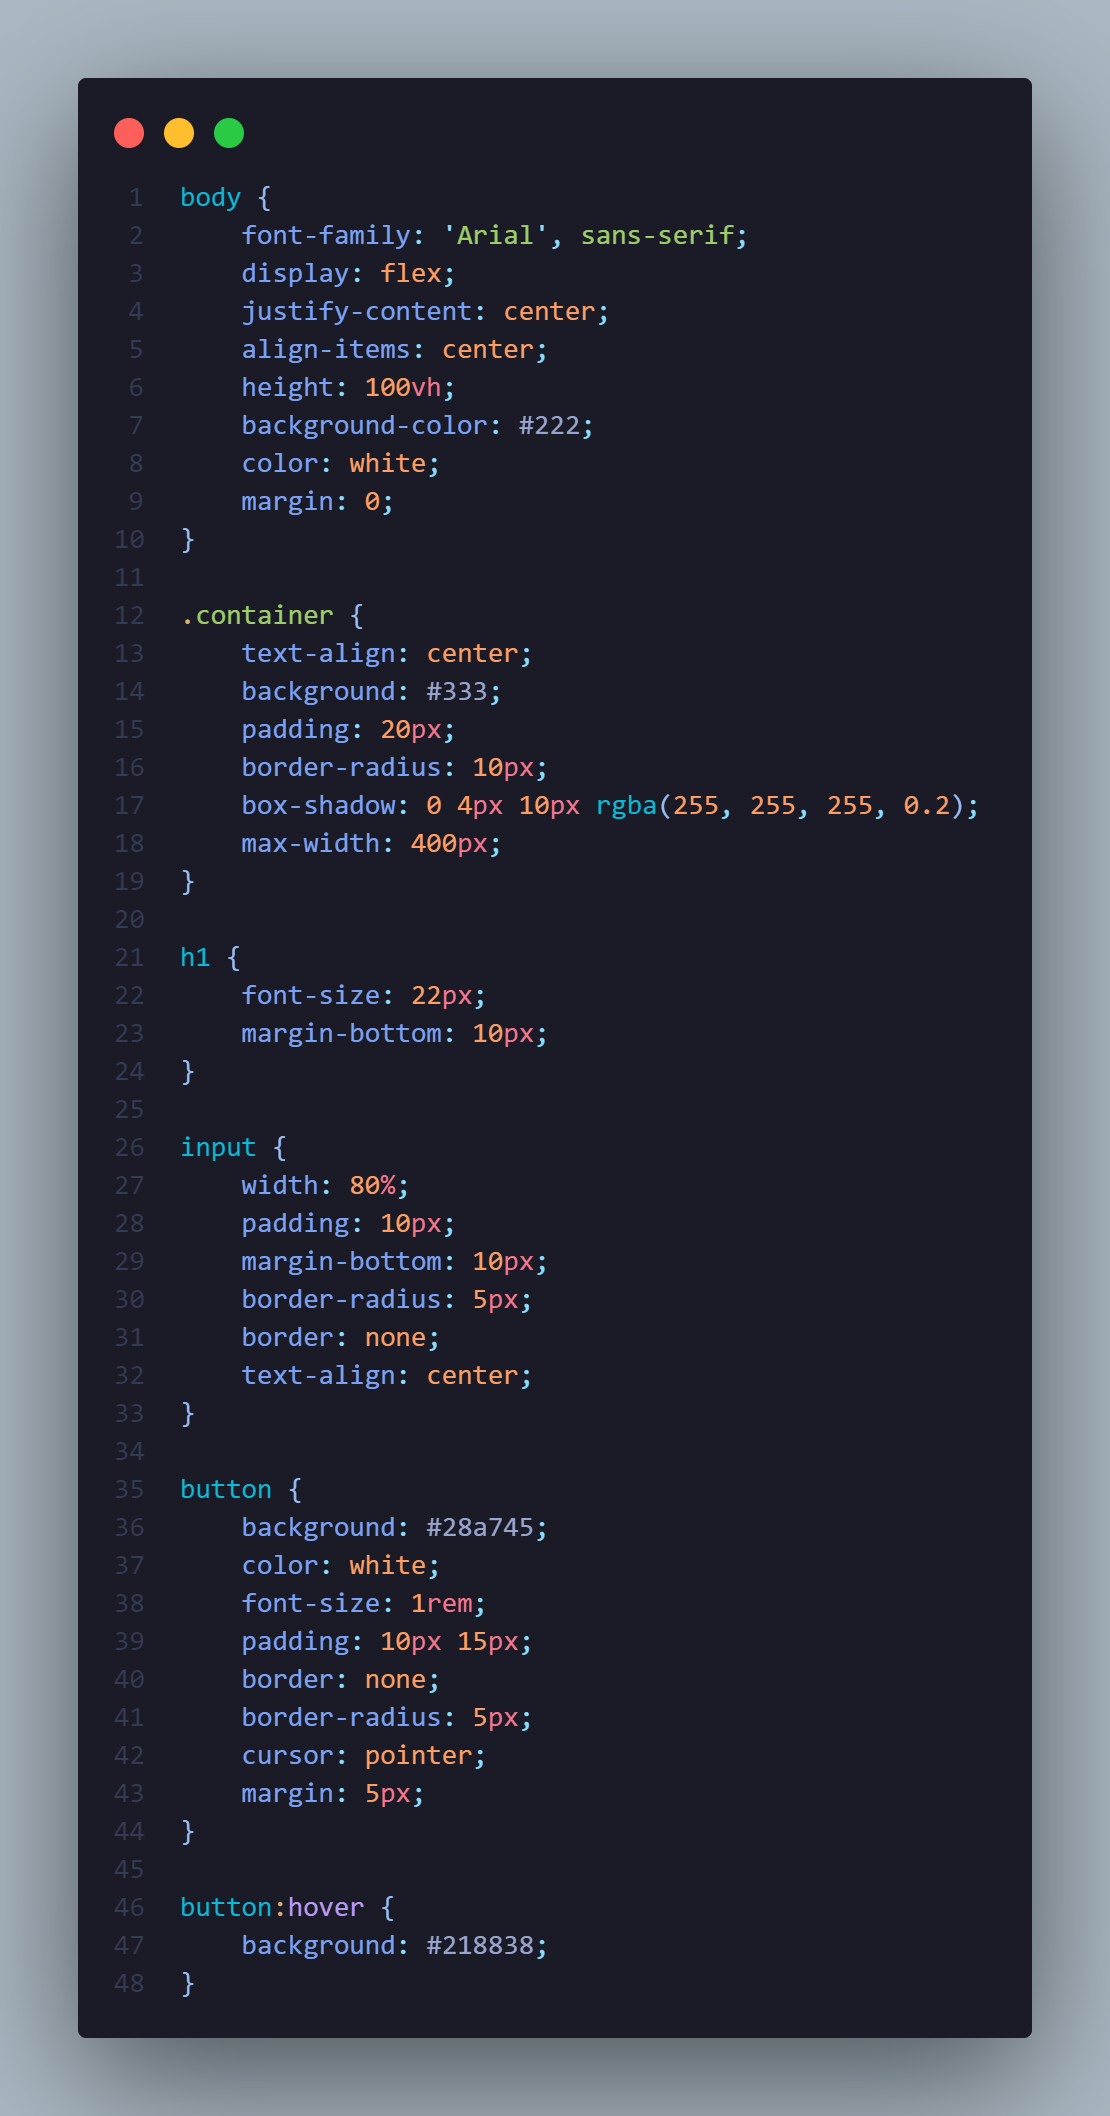 1 body {
2     font-family: 'Arial', sans-serif;
3     display: flex;
4     justify-content: center;
5     align-items: center;
6     height: 100vh;
7     background-color: #222;
8     color: white;
9     margin: 0;
10 }
11
12 .container {
13     text-align: center;
14     background: #333;
15     padding: 20px;
16     border-radius: 10px;
17     box-shadow: 0 4px 10px rgba(255, 255, 255, 0.2);
18     max-width: 400px;
19 }
20
21 h1 {
22     font-size: 22px;
23     margin-bottom: 10px;
24 }
25
26 input {
27     width: 80%;
28     padding: 10px;
29     margin-bottom: 10px;
30     border-radius: 5px;
31     border: none;
32     text-align: center;
33 }
34
35 button {
36     background: #28a745;
37     color: white;
38     font-size: 1rem;
39     padding: 10px 15px;
40     border: none;
41     border-radius: 5px;
42     cursor: pointer;
43     margin: 5px;
44 }
45
46 button:hover {
47     background: #218838;
48 }